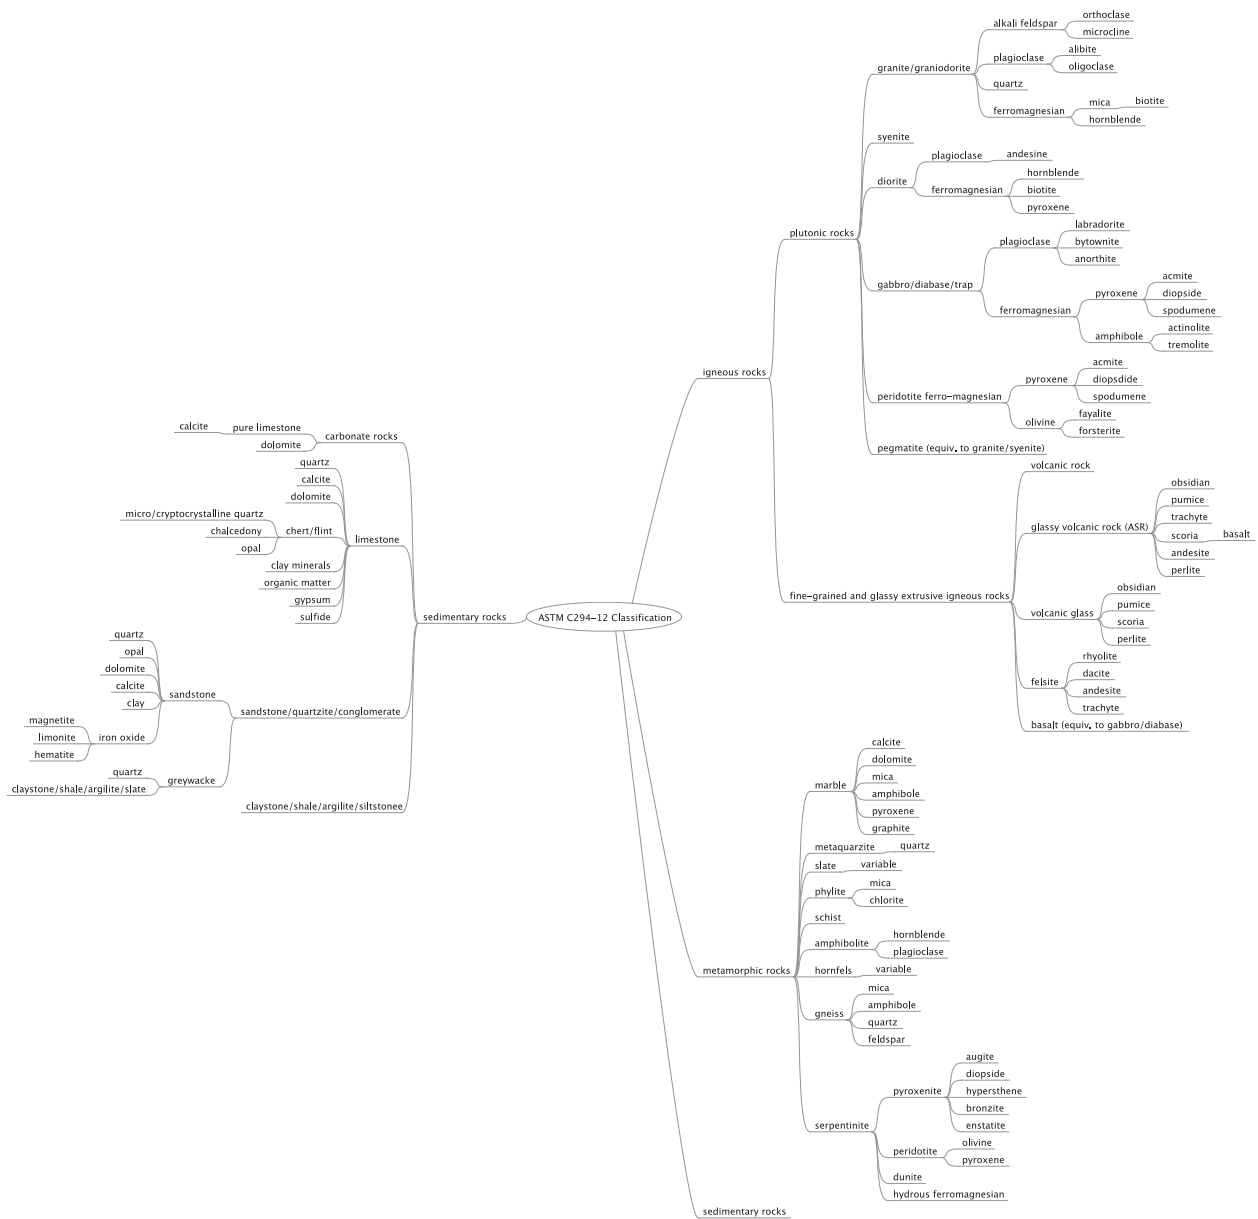 ASTM C294-12 Classification
igneous rocks
plutonic rocks
granite/graniodorite
alkali feldspar
orthoclase
microcline
plagioclase
alibite
oligoclase
quartz
ferromagnesian
mica
biotite
hornblende
syenite
diorite
plagioclase
andesine
ferromagnesian
hornblende
biotite
pyroxene
gabbro/diabase/trap
plagioclase
labradorite
bytownite
anorthite
ferromagnesian
pyroxene
acmite
diopside
spodumene
amphibole
actinolite
tremolite
peridotite ferro-magnesian
pyroxene
acmite
diopsdide
spodumene
olivine
fayalite
forsterite
pegmatite (equiv. to granite/syenite)
fine-grained and glassy extrusive igneous rocks
volcanic rock
glassy volcanic rock (ASR)
obsidian
pumice
trachyte
scoria
basalt
andesite
perlite
volcanic glass
obsidian
pumice
scoria
perlite
felsite
rhyolite
dacite
andesite
trachyte
basalt (equiv. to gabbro/diabase)
metamorphic rocks
marble
calcite
dolomite
mica
amphibole
pyroxene
graphite
metaquarzite
quartz
slate
variable
phylite
mica
chlorite
schist
amphibolite
hornblende
plagioclase
hornfels
variable
gneiss
mica
amphibole
quartz
feldspar
serpentinite
pyroxenite
augite
diopside
hypersthene
bronzite
enstatite
peridotite
olivine
pyroxene
dunite
hydrous ferromagnesian
sedimentary rocks
sedimentary rocks
carbonate rocks
pure limestone
calcite
dolomite
limestone
quartz
calcite
dolomite
chert/flint
micro/cryptocrystalline quartz
chalcedony
opal
clay minerals
organic matter
gypsum
sulfide
sandstone/quartzite/conglomerate
sandstone
quartz
opal
dolomite
calcite
clay
iron oxide
magnetite
limonite
hematite
greywacke
quartz
claystone/shale/argilite/slate
claystone/shale/argilite/siltstonee